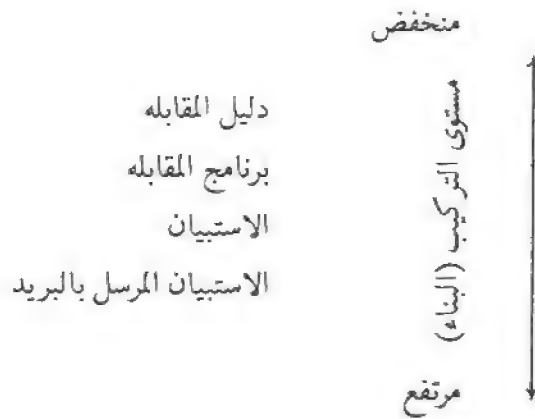 منخفض
مستوى التركيب (البناء)
دليل المقابله
برنامج المقابله
الاستبيان
الاستبيان المرسل بالبريد
مرتفع